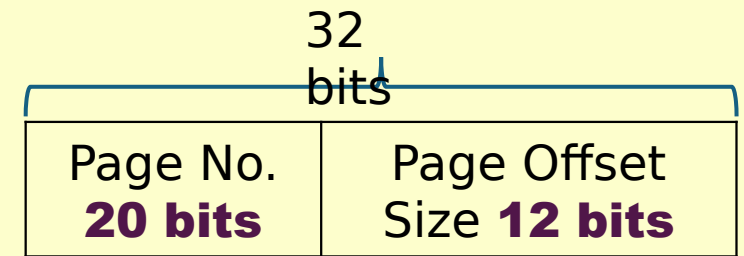 32
bits
Page No.
20 bits
Page Offset
Size 12 bits